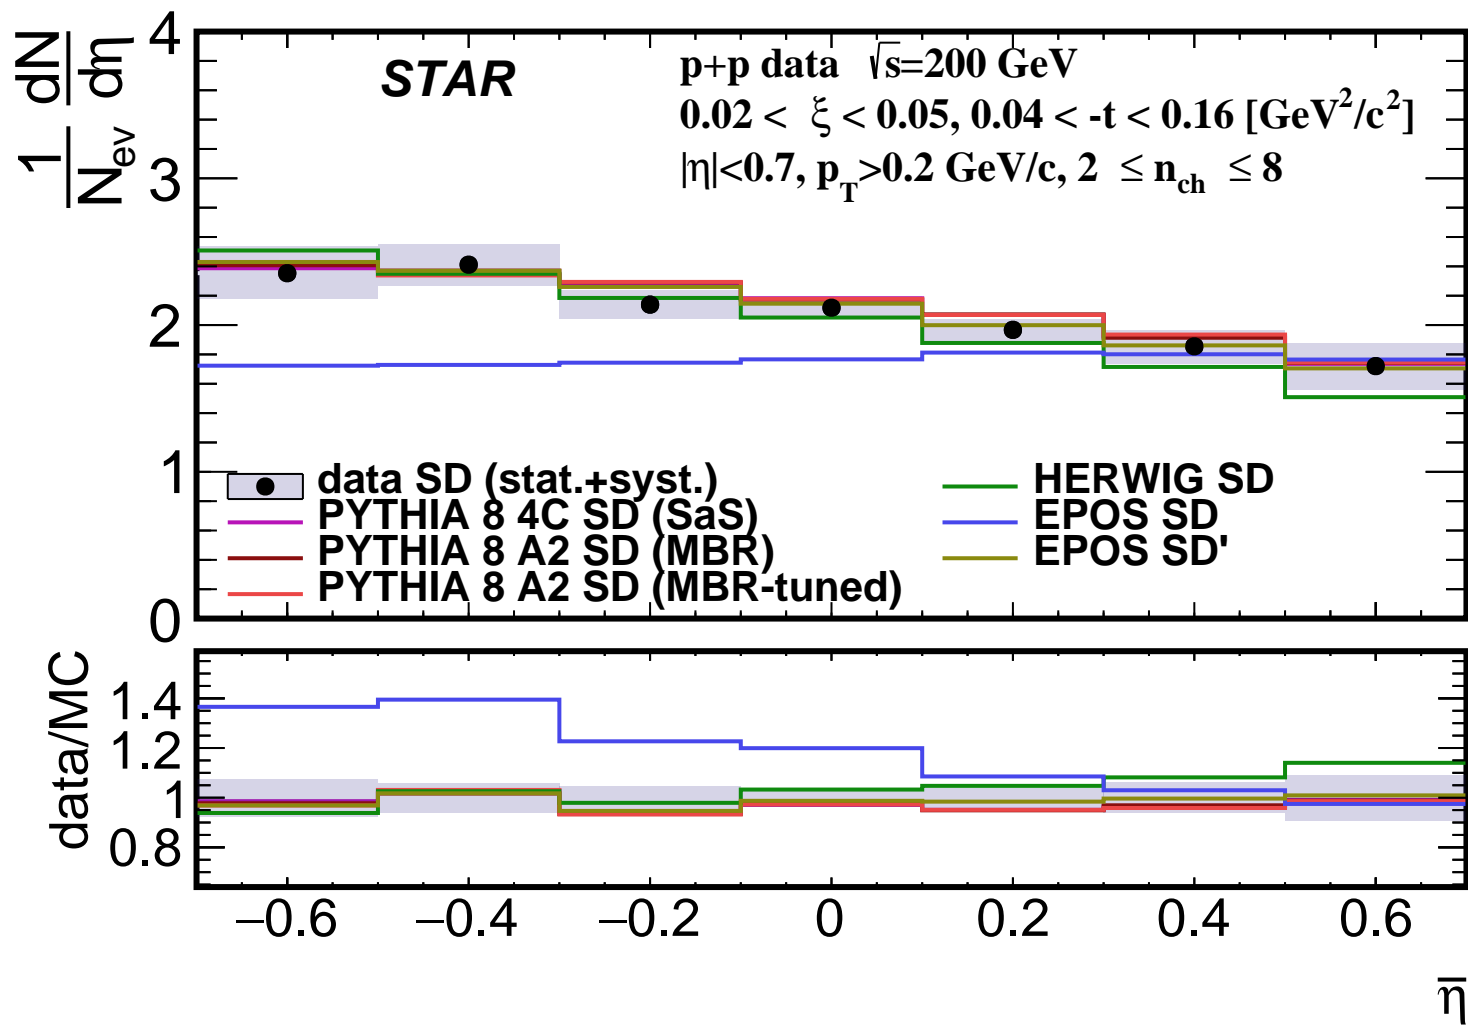 1/N_ev dN/dη
STAR
p+p data √s=200 GeV
0.02 < ξ < 0.05, 0.04 < -t < 0.16 [GeV²/c²]
|η|<0.7, p_T>0.2 GeV/c, 2 ≤ n_ch ≤ 8
4
3
2
1
0
data SD (stat.+syst.)
PYTHIA 8 4C SD (SaS)
PYTHIA 8 A2 SD (MBR)
PYTHIA 8 A2 SD (MBR-tuned)
HERWIG SD
EPOS SD
EPOS SD'
data/MC
1.4
1.2
1
0.8
−0.6 −0.4 −0.2 0 0.2 0.4 0.6
η̅